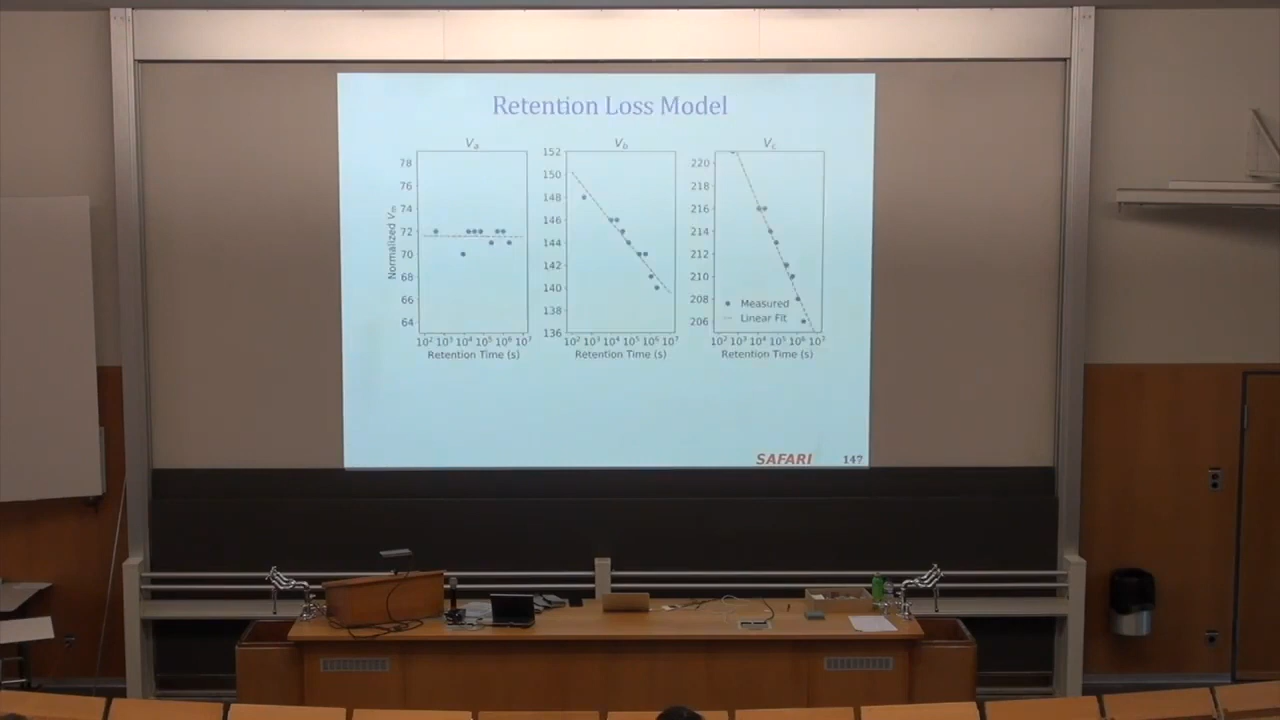 Retention Loss Model
Vₐ
V_b
V_c
Normalized Vₘ
78
76
74
72
70
68
66
64
10² 10³ 10⁴ 10⁵ 10⁶ 10⁷
Retention Time (s)
152
150
148
146
144
142
140
138
136
10² 10³ 10⁴ 10⁵ 10⁶ 10⁷
Retention Time (s)
220
218
216
214
212
210
208
206
Measured
Linear Fit
10² 10³ 10⁴ 10⁵ 10⁶ 10⁷
Retention Time (s)
SAFARI
147